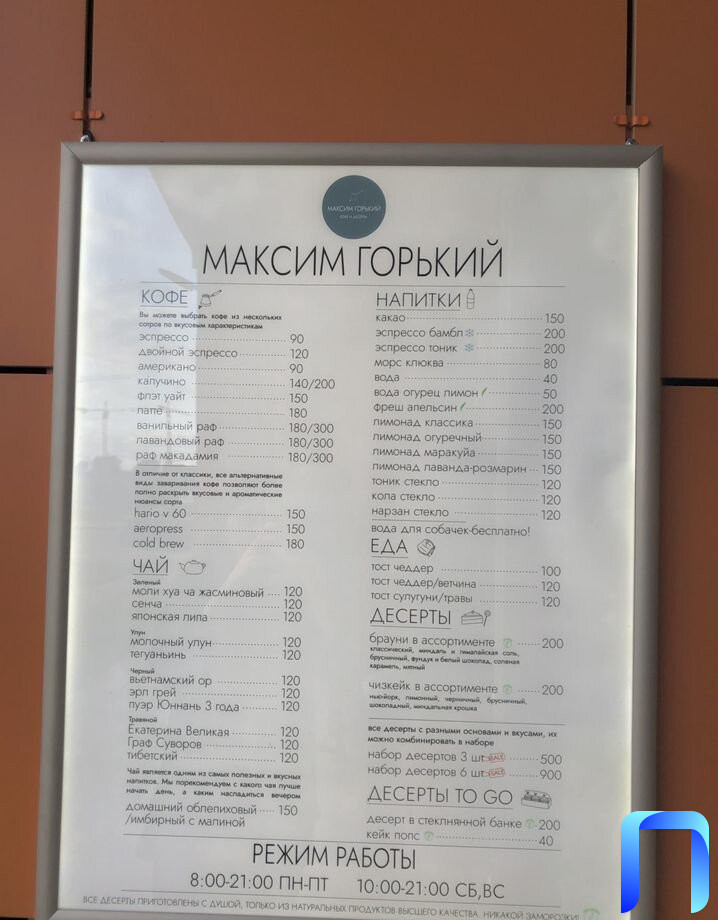 МАКСИМ ГОРЬКИЙ
МАКСИМ ГОРЬКИЙ
КОФЕ
Вы можете выбрать кофе из нескольких
сотров по вкусовым характеристикам
эспрессо 90
двойной эспрессо 120
американо 90
капучино 140/200
флэт уайт 150
латте 180
ванильный раф 180/300
лавандовый раф 180/300
раф макадамия 180/300
В отличие от классики, все альтернативные
виды заваривания кофе позволяют более
полно раскрыть вкусовые и ароматические
нюансы сорта
hario v 60 150
aeropress 150
cold brew 180
ЧАЙ
Зеленый
моли хуа ча жасминовый 120
сенча 120
японская липа 120
Улун
молочный улун 120
тегуаньинь 120
Черный
вьетнамский ор 120
эрл грей 120
пуэр Юннань 3 года 120
Травяной
Екатерина Великая 120
Граф Суворов 120
тибетский 120
Чай является одним из самых полезных и вкусных
напитков. Мы порекомендуем с какого чая лучше
начать день, а каким насладиться вечером
домашний облепиховый 150
/имбирный с малиной
НАПИТКИ
какао 150
эспрессо бамбл 200
эспрессо тоник 200
морс клюква 80
вода 40
вода огурец лимон 50
фреш апельсин 200
лимонад классика 150
лимонад огуречный 150
лимонад маракуйа 150
лимонад лаванда-розмарин 150
тоник стекло 120
кола стекло 120
нарзан стекло 120
вода для собачек-бесплатно!
ЕДА
тост чеддер 100
тост чеддер/ветчина 120
тост сулугуни/травы 120
ДЕСЕРТЫ
брауни в ассортименте 200
классический, миндаль и гималайская соль,
брусничный, фундук и белый шоколад, соленая
карамель, мятный
чизкейк в ассортименте 200
нью-йорк, лимонный, черничный, брусничный,
шоколадный, миндальная крошка
все десерты с разными основами и вкусами, их
можно комбинировать в наборе
набор десертов 3 шт 500
набор десертов 6 шт 900
ДЕСЕРТЫ TO GO
десерт в стеклнянной банке 200
кейк попс 40
РЕЖИМ РАБОТЫ
8:00-21:00 ПН-ПТ 10:00-21:00 СБ,ВС
ВСЕ ДЕСЕРТЫ ПРИГОТОВЛЕНЫ С ДУШОЙ, ТОЛЬКО ИЗ НАТУРАЛЬНЫХ ПРОДУКТОВ ВЫСШЕГО КАЧЕСТВА. НИКАКОЙ ЗАМОРОЗКИ!